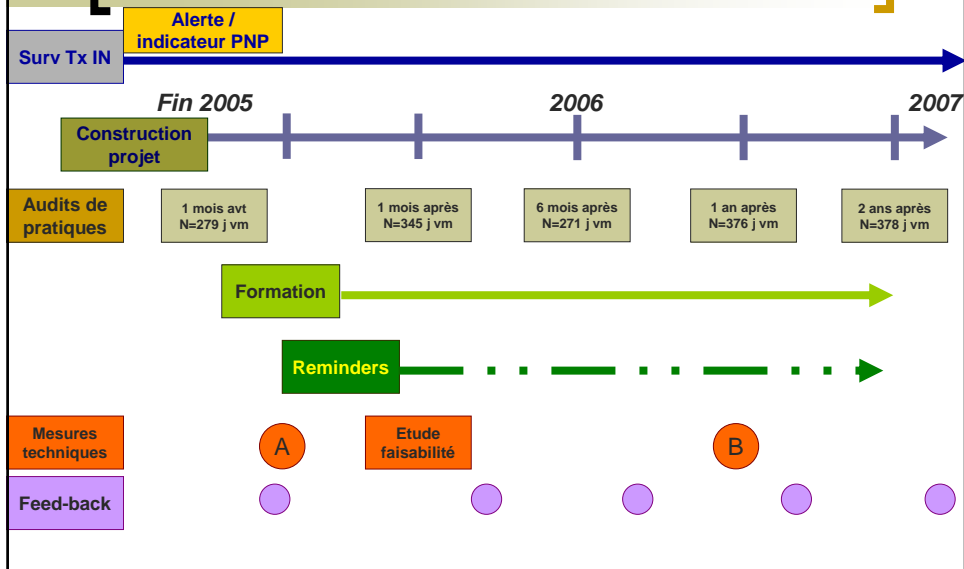 Alerte /
indicateur PNP
Surv Tx IN
Fin 2005
2006
2007
Construction
projet
Audits de
pratiques
1 mois avt
N=279 j vm
1 mois après
N=345 j vm
6 mois après
N=271 j vm
1 an après
N=376 j vm
2 ans après
N=378 j vm
Formation
Reminders
Mesures
techniques
A
Etude
faisabilité
B
Feed-back